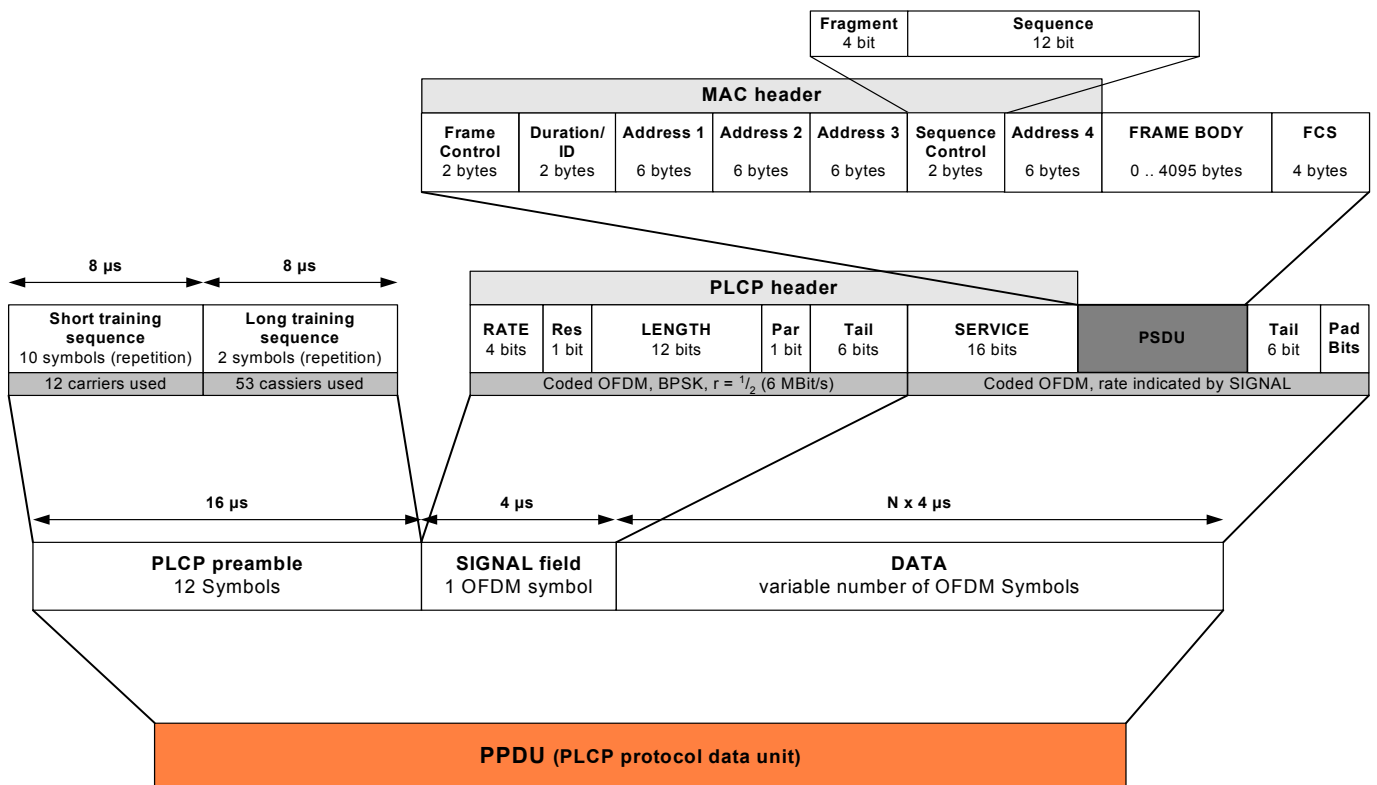 Fragment
4 bit
Sequence
12 bit
MAC header
Frame
Control
2 bytes
Duration/
ID
2 bytes
Address 1
6 bytes
Address 2
6 bytes
Address 3
6 bytes
Sequence
Control
2 bytes
Address 4
6 bytes
FRAME BODY
0 .. 4095 bytes
FCS
4 bytes
8 µs
8 µs
Short training
sequence
10 symbols (repetition)
12 carriers used
Long training
sequence
2 symbols (repetition)
53 cassiers used
PLCP header
RATE
4 bits
Res
1 bit
LENGTH
12 bits
Par
1 bit
Tail
6 bits
SERVICE
16 bits
PSDU
Tail
6 bit
Pad
Bits
Coded OFDM, BPSK, r = 1/2 (6 MBit/s)
Coded OFDM, rate indicated by SIGNAL
16 µs
4 µs
N x 4 µs
PLCP preamble
12 Symbols
SIGNAL field
1 OFDM symbol
DATA
variable number of OFDM Symbols
PPDU (PLCP protocol data unit)